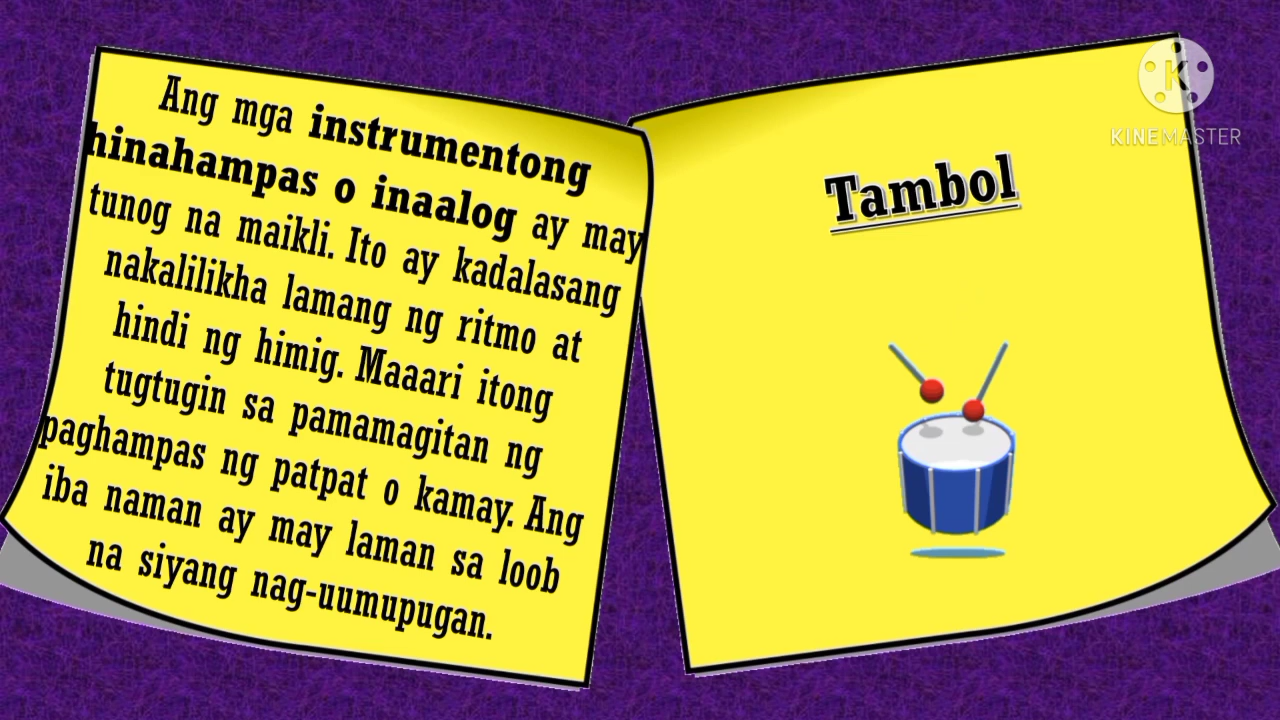 Ang mga instrumentong
hinahampas o inaalog ay may
tunog na maikli. Ito ay kadalasang
nakalilikha lamang ng ritmo at
hindi ng himig. Maaari itong
tugtugin sa pamamagitan ng
paghampas ng patpat o kamay. Ang
iba naman ay may laman sa loob
na siyang nag-uumupugan.
Tambol
K
KINEMASTER